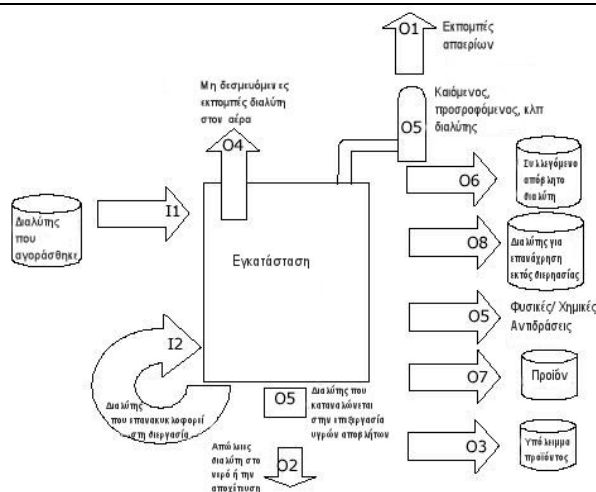 O1
Εκπομπές
απαερίων
Μη δεσμευόμενες
εκπομπές διαλύτη
στον αέρα
O4
Καιόμενος,
προσροφόμενος, κλπ
διαλύτης
O5
O6
Συλλεγόμενο
απόβλητο
διαλύτη
I1
Διαλύτης
που
αγοράσθηκε
O8
Διαλύτης για
επανάχρηση
εκτός διεργασίας
Εγκατάσταση
O5
Φυσικές/ Χημικές
Αντιδράσεις
I2
O7
Προϊόν
Διαλύτης
που επανακυκλοφορεί
στη διεργασία
O5
Διαλύτης που
καταναλώνεται
στην επιξεργασία
υγρών αποβλήτων
O3
Υπόλειμμα
προϊόντος
Απώλειες
διαλύτη στο
νερό ή την
αποχέτευση
O2